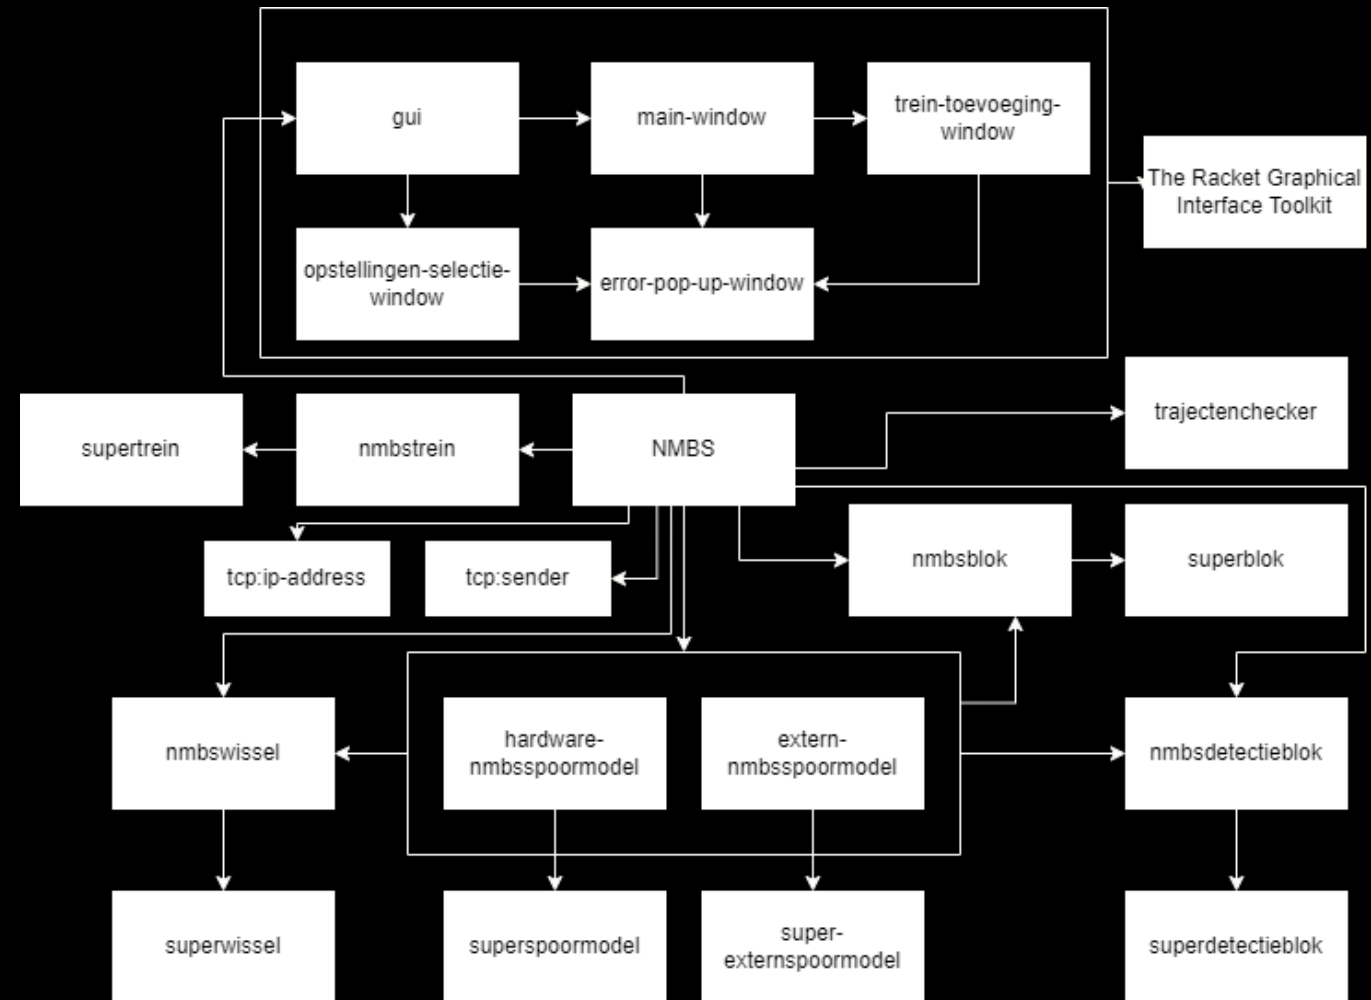 gui
main-window
trein-toevoeging-
window
The Racket Graphical
Interface Toolkit
opstellingen-selectie-
window
error-pop-up-window
trajectenchecker
supertrein
nmbstrein
NMBS
nmbsblok
superblok
tcp:ip-address
tcp:sender
nmbswissel
hardware-
nmbsspoormodel
extern-
nmbsspoormodel
nmbsdetectieblok
superwissel
superspoormodel
super-
externspoormodel
superdetectieblok